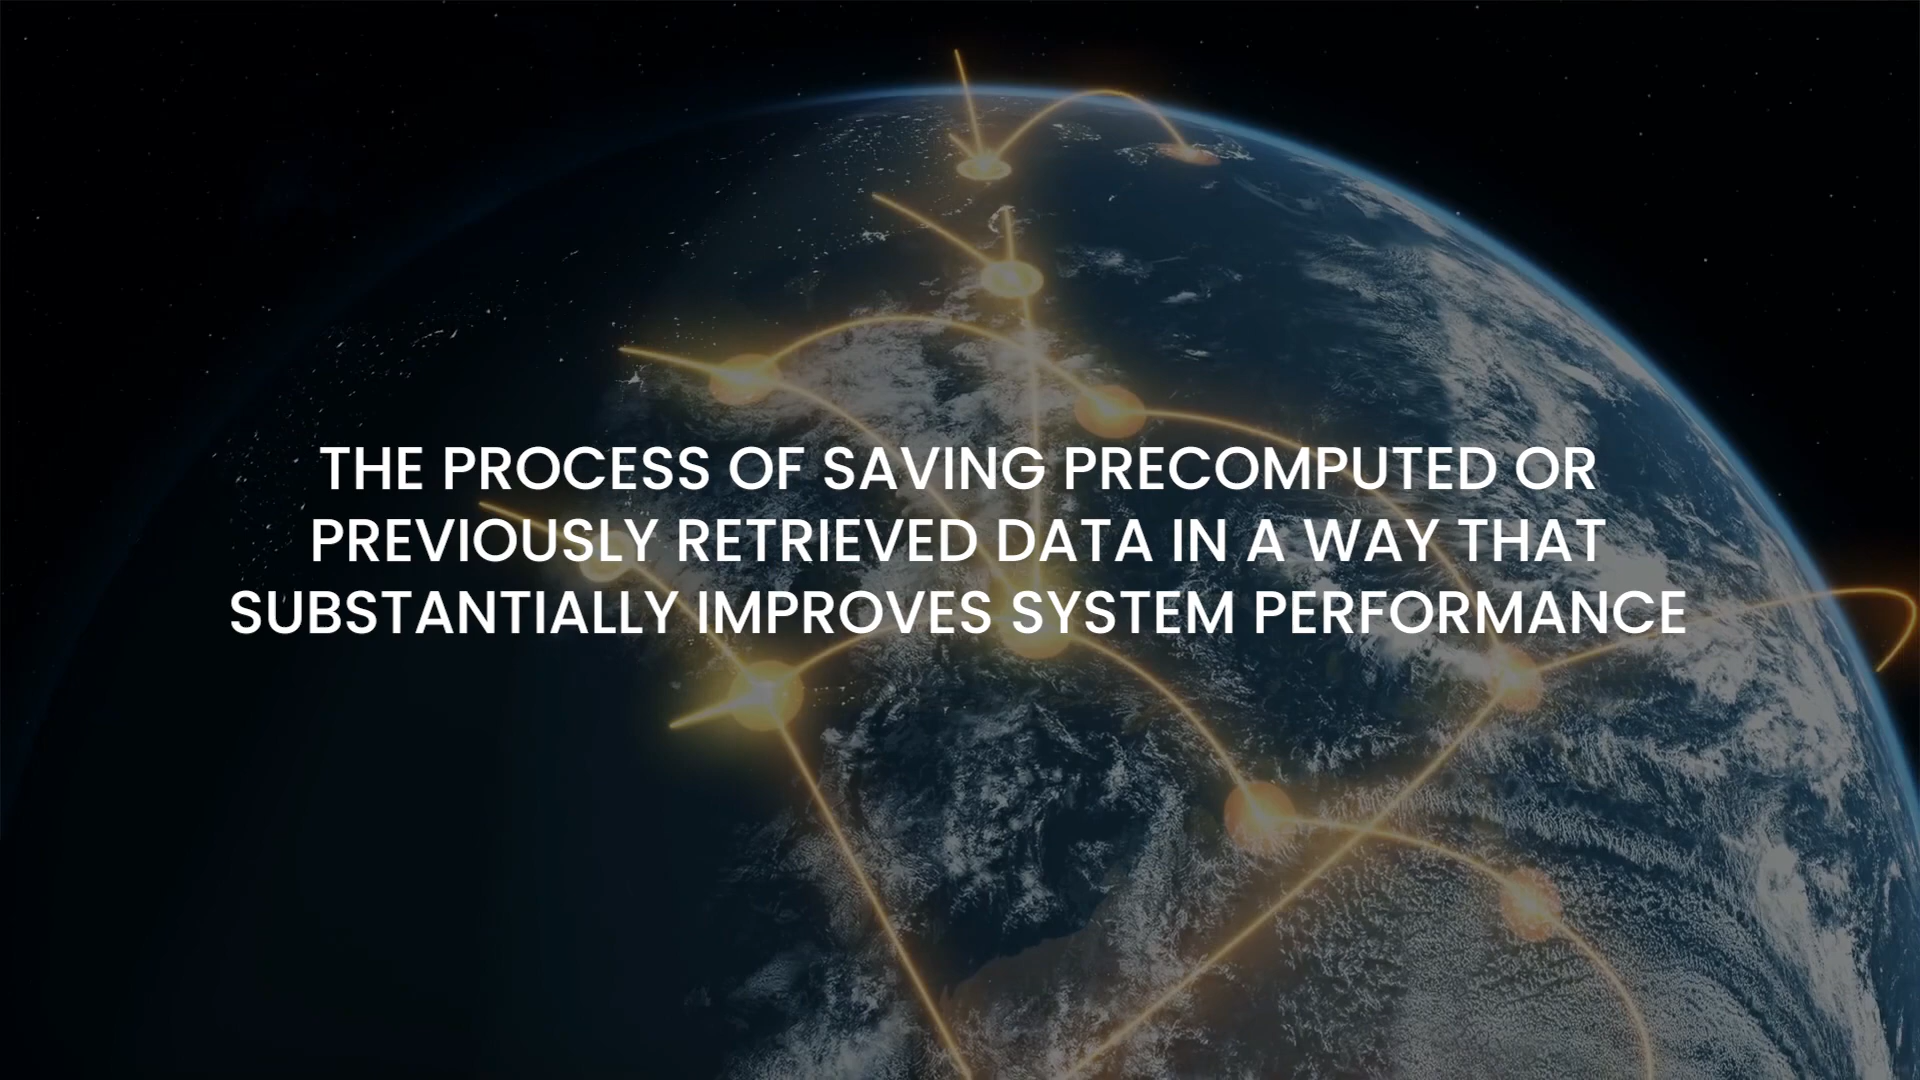 THE PROCESS OF SAVING PRECOMPUTED OR
PREVIOUSLY RETRIEVED DATA IN A WAY THAT
SUBSTANTIALLY IMPROVES SYSTEM PERFORMANCE